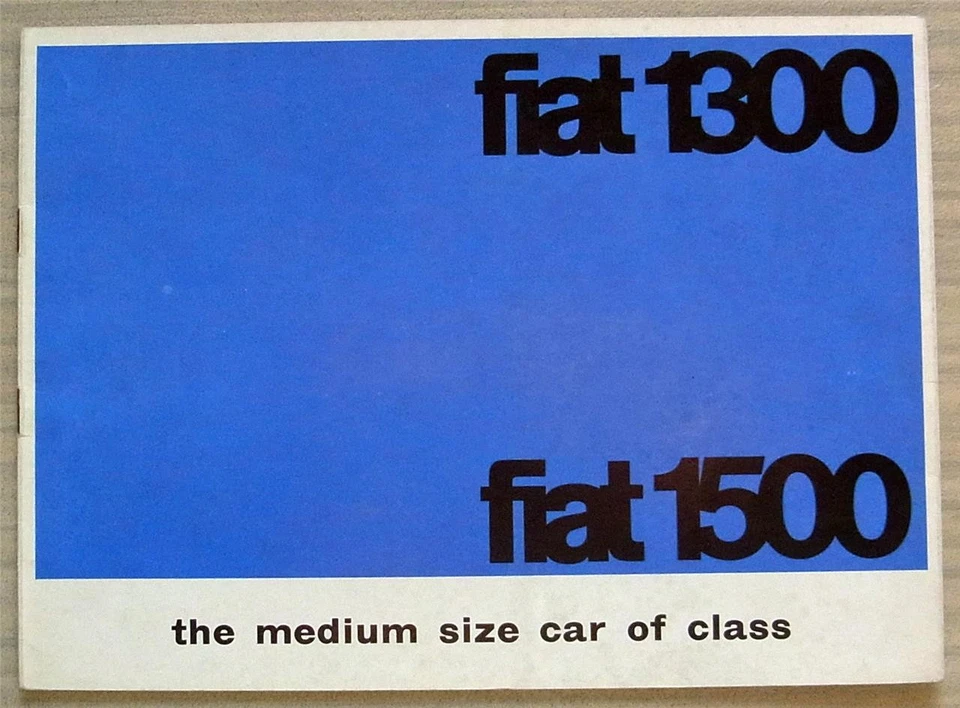 fiat 1300
fiat 1500
the medium size car of class